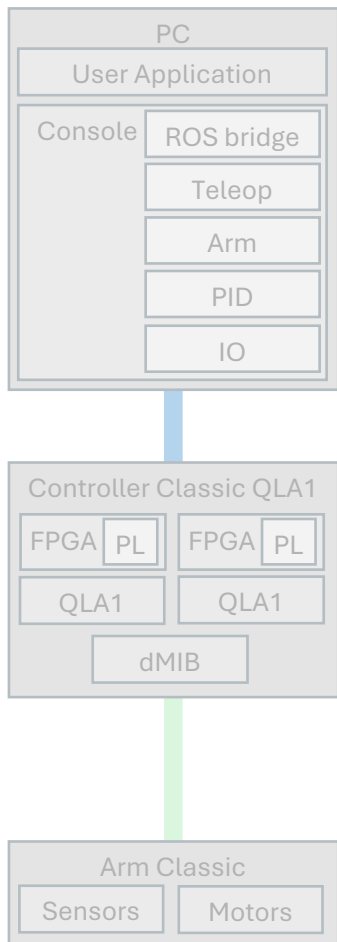 PC
User Application
Console
ROS bridge
Teleop
Arm
PID
IO
Controller Classic QLA1
FPGA PL FPGA PL
QLA1 QLA1
dMIB
Arm Classic
Sensors Motors